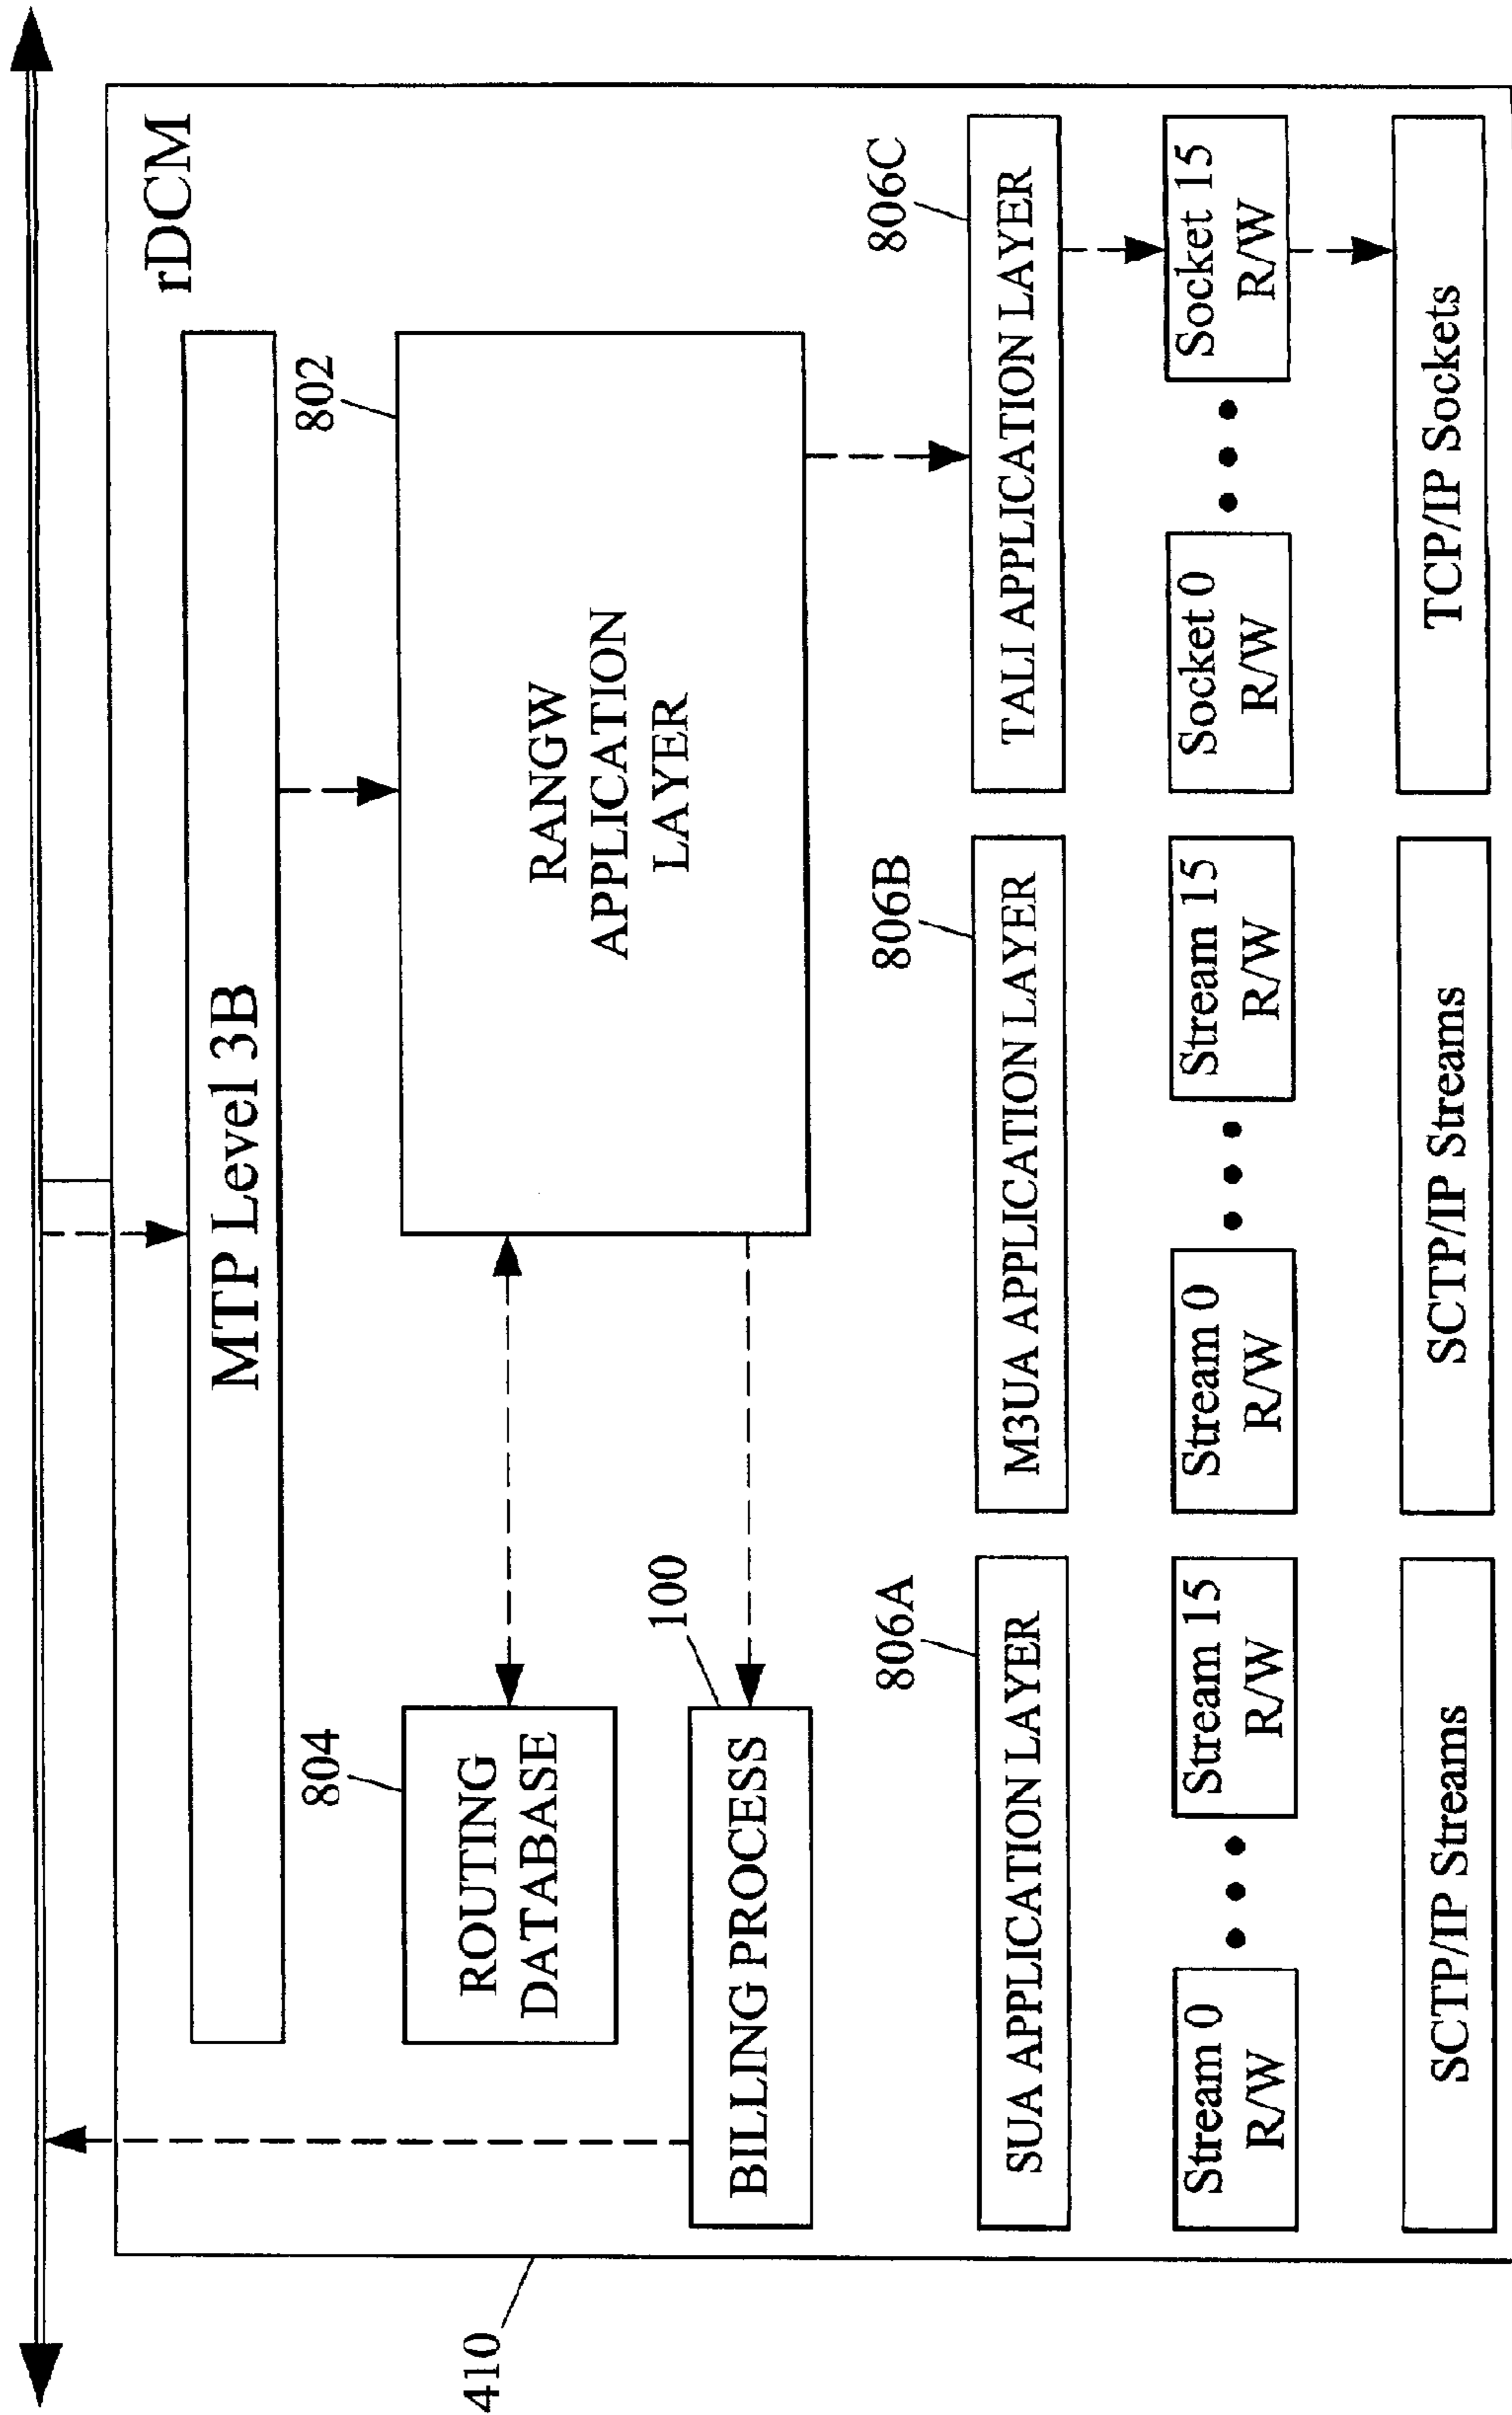 rDCM
MTP Level 3B
802
804
ROUTING
DATABASE
RANGW
APPLICATION
LAYER
100
BILLING PROCESS
410
806A
806B
806C
SUA APPLICATION LAYER
M3UA APPLICATION LAYER
TALI APPLICATION LAYER
Stream 0
R/W
Stream 15
R/W
Stream 0
R/W
Stream 15
R/W
Socket 0
R/W
Socket 15
R/W
SCTP/IP Streams
SCTP/IP Streams
TCP/IP Sockets